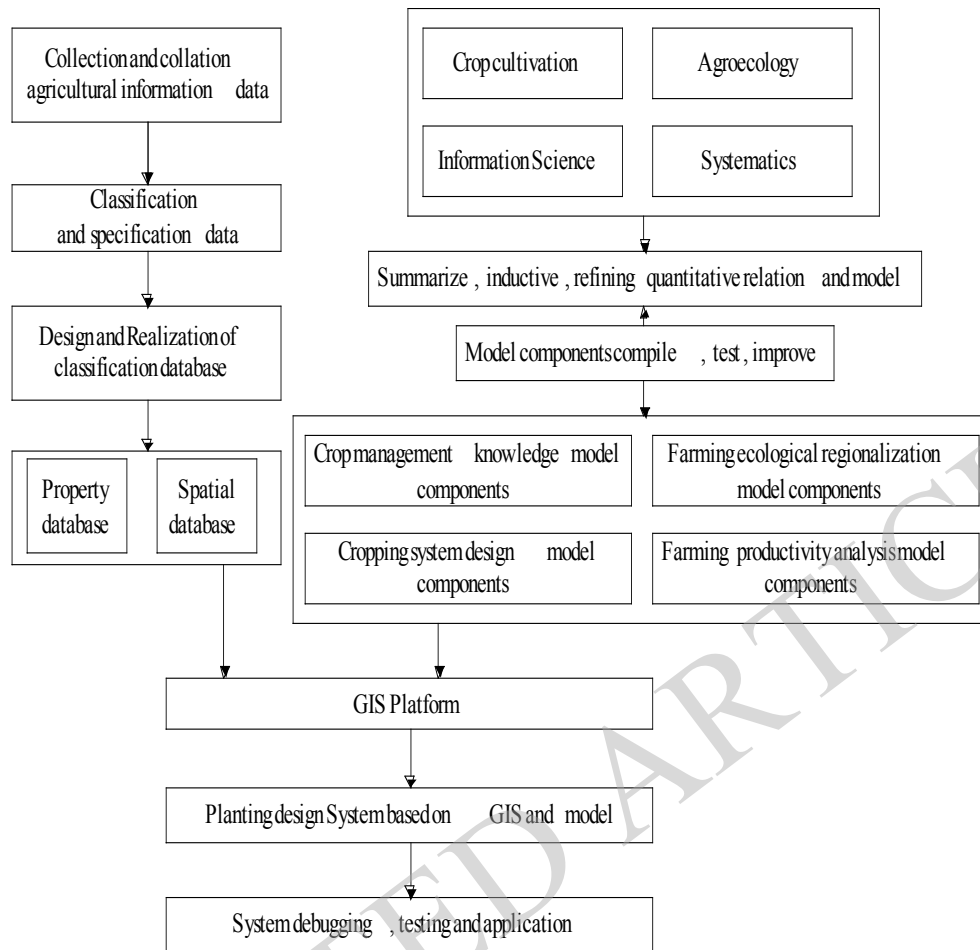 Collection and collation
agricultural information data
Classification
and specification data
Design and Realization of
classification database
Property
database
Spatial
database
Crop cultivation
Agroecology
Information Science
Systematics
Summarize , inductive , refining quantitative relation and model
Model components compile , test , improve
Crop management knowledge model
components
Farming ecological regionalization
model components
Cropping system design model
components
Farming productivity analysis model
components
GIS Platform
Planting design System based on GIS and model
System debugging , testing and application
ED ARTIC